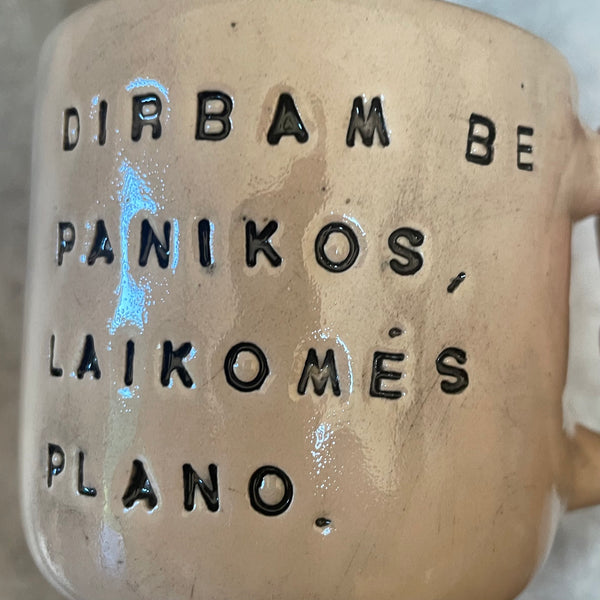 DIRBAM BE
PANIKOS,
LAIKOMĖS
PLANO.